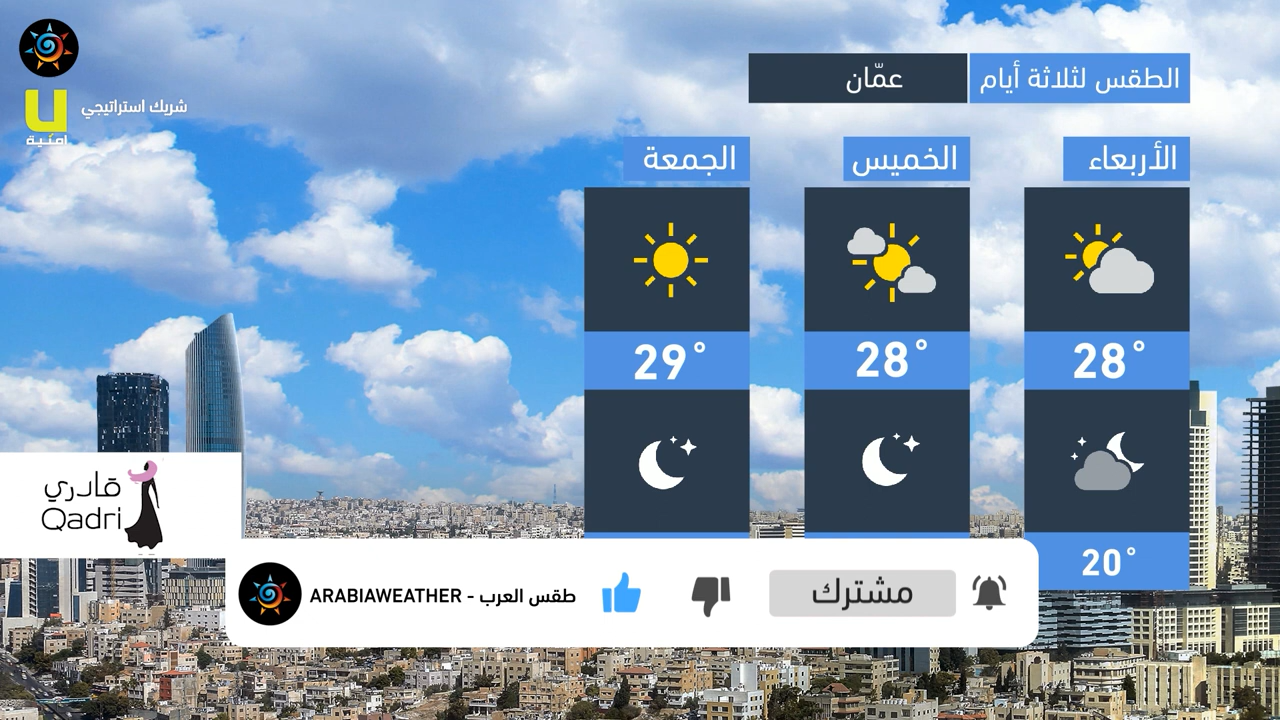 الطقس لثلاثة أيام
عمّان
شريك استراتيجي
امنية
الأربعاء
الخميس
الجمعة
28°
28°
29°
20°
قادري
Qadri
طقس العرب - ARABIAWEATHER
مشترك